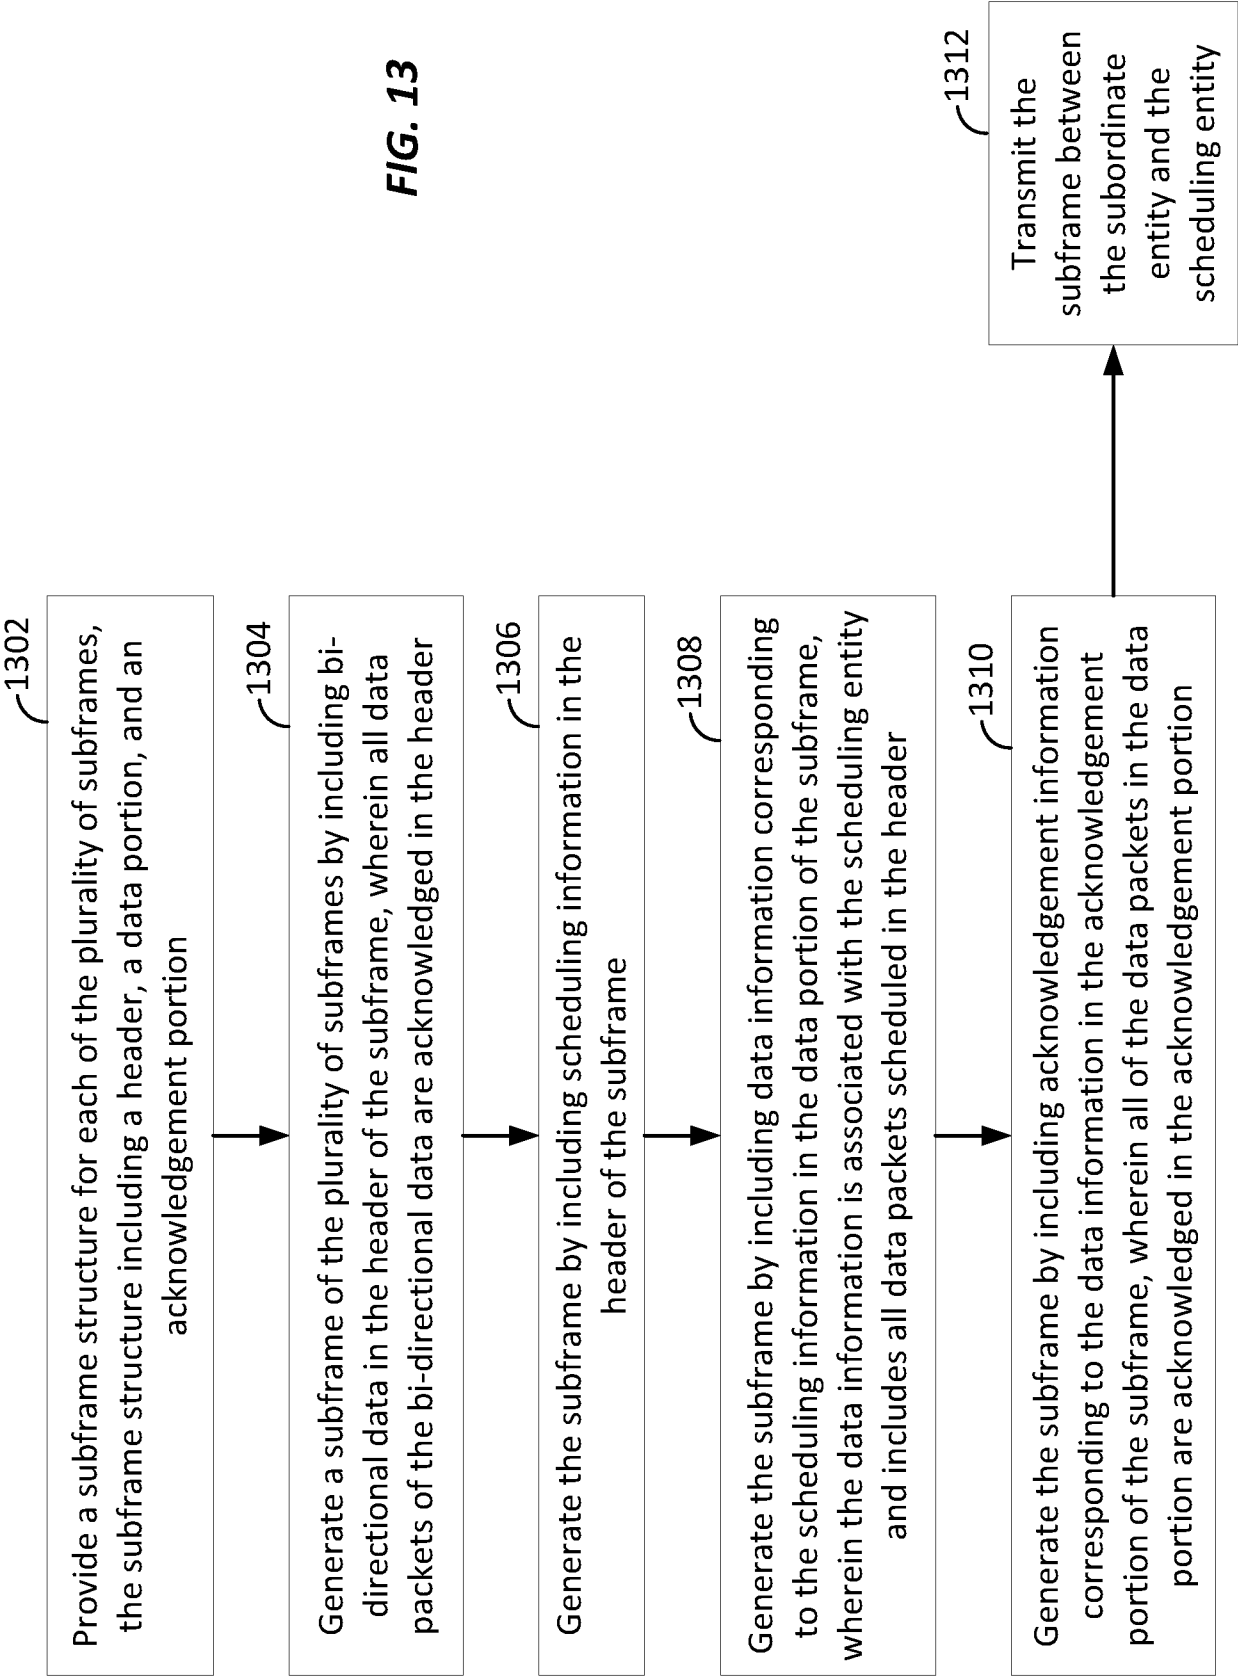 1302
Provide a subframe structure for each of the plurality of subframes,
the subframe structure including a header, a data portion, and an
acknowledgement portion
1304
Generate a subframe of the plurality of subframes by including bi-
directional data in the header of the subframe, wherein all data
packets of the bi-directional data are acknowledged in the header
1306
Generate the subframe by including scheduling information in the
header of the subframe
1308
Generate the subframe by including data information corresponding
to the scheduling information in the data portion of the subframe,
wherein the data information is associated with the scheduling entity
and includes all data packets scheduled in the header
1310
Generate the subframe by including acknowledgement information
corresponding to the data information in the acknowledgement
portion of the subframe, wherein all of the data packets in the data
portion are acknowledged in the acknowledgement portion
1312
Transmit the
subframe between
the subordinate
entity and the
scheduling entity
FIG. 13